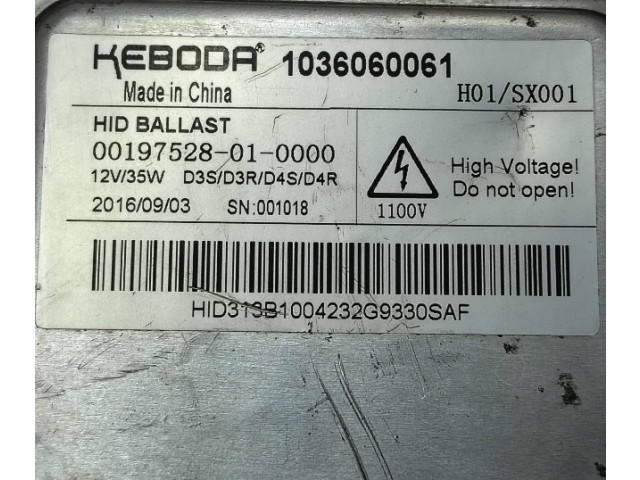 KEBODA® 1036060061
Made in China H01/SX001
HID BALLAST
00197528-01-0000
12V/35W D3S/D3R/D4S/D4R
2016/09/03 SN:001018
1100V
High Voltage!
Do not open!
HID313B1004232G9330SAF